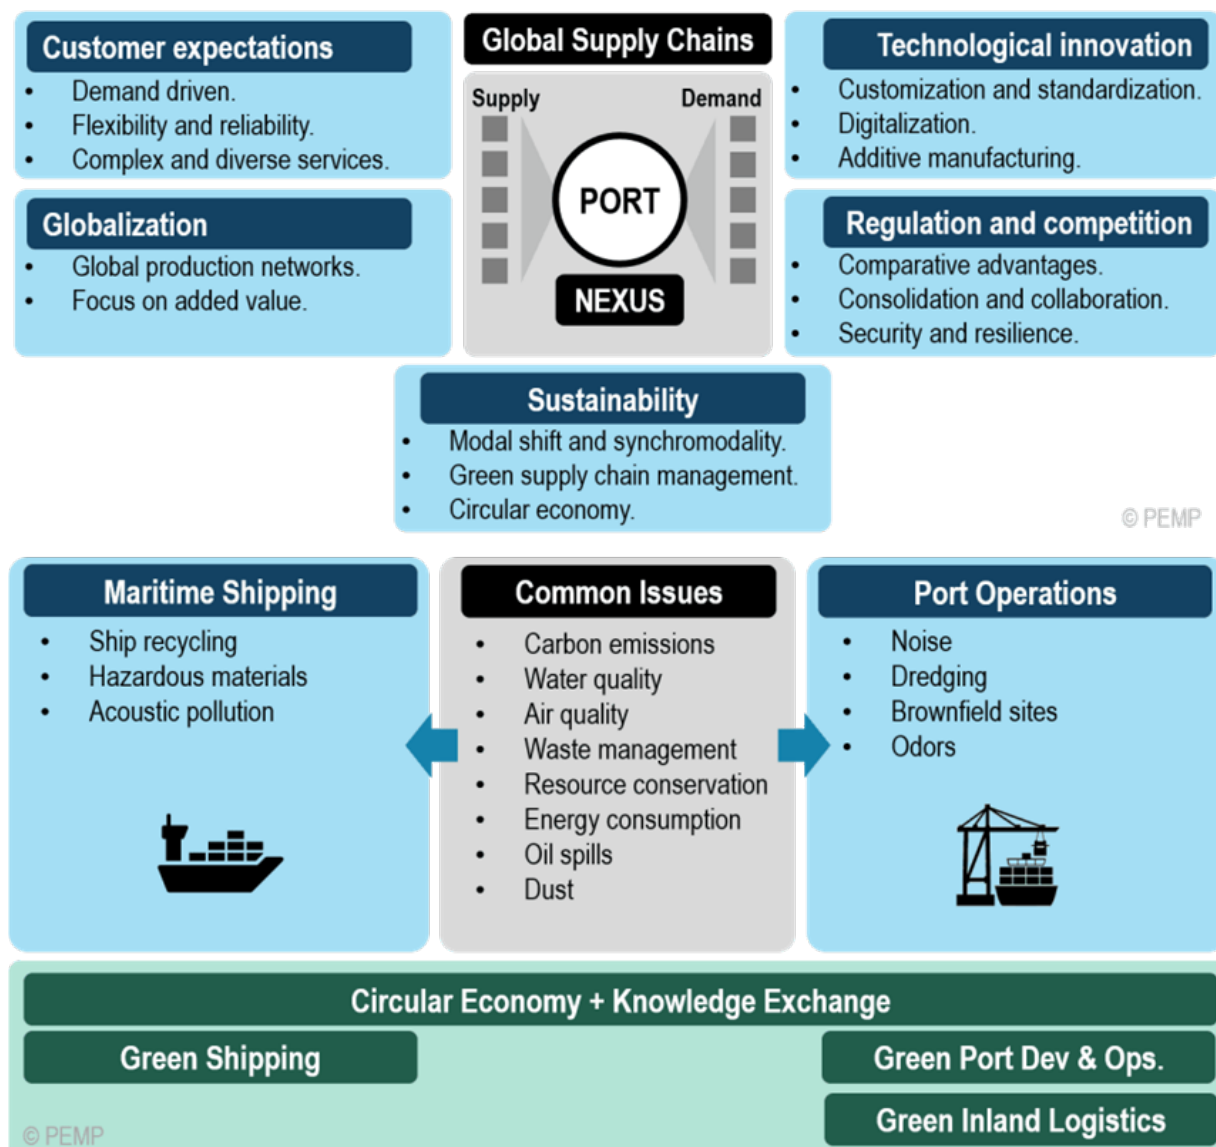 Customer expectations
• Demand driven.
• Flexibility and reliability.
• Complex and diverse services.
Globalization
• Global production networks.
• Focus on added value.
Global Supply Chains
Supply
Demand
PORT
NEXUS
Technological innovation
• Customization and standardization.
• Digitalization.
• Additive manufacturing.
Regulation and competition
• Comparative advantages.
• Consolidation and collaboration.
• Security and resilience.
Sustainability
• Modal shift and synchromodality.
• Green supply chain management.
• Circular economy.
© PEMP
Maritime Shipping
• Ship recycling
• Hazardous materials
• Acoustic pollution
Common Issues
• Carbon emissions
• Water quality
• Air quality
• Waste management
• Resource conservation
• Energy consumption
• Oil spills
• Dust
Port Operations
• Noise
• Dredging
• Brownfield sites
• Odors
Circular Economy + Knowledge Exchange
Green Shipping
Green Port Dev & Ops.
Green Inland Logistics
© PEMP